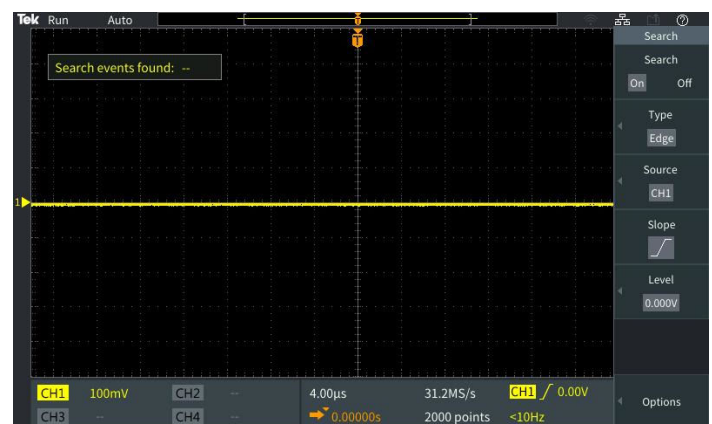 Tek Run Auto
T
Search events found: --
1
Search
Search
On Off
Type
Edge
Source
CH1
Slope
Level
0.000V
Options
CH1 100mV CH2 -- 4.00µs 31.2MS/s CH1 0.00V
CH3 -- CH4 -- 0.00000s 2000 points <10Hz